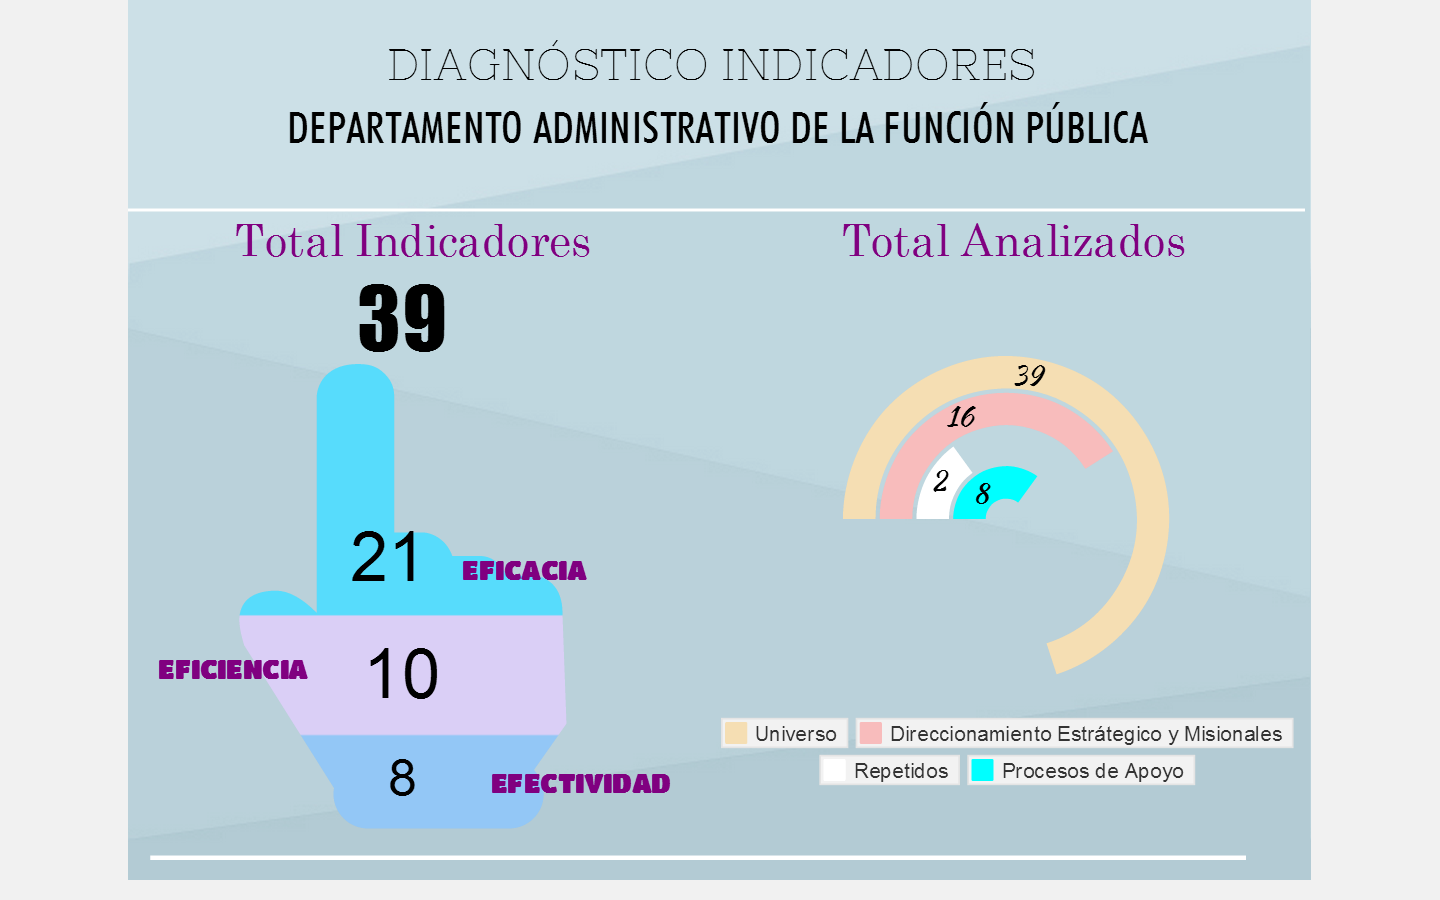 DIAGNÓSTICO INDICADORES
DEPARTAMENTO ADMINISTRATIVO DE LA FUNCIÓN PÚBLICA
Total Indicadores
39
21
EFICACIA
EFICIENCIA
10
8
EFECTIVIDAD
Total Analizados
39
16
2
8
Universo
Direccionamiento Estrátegico y Misionales
Repetidos
Procesos de Apoyo